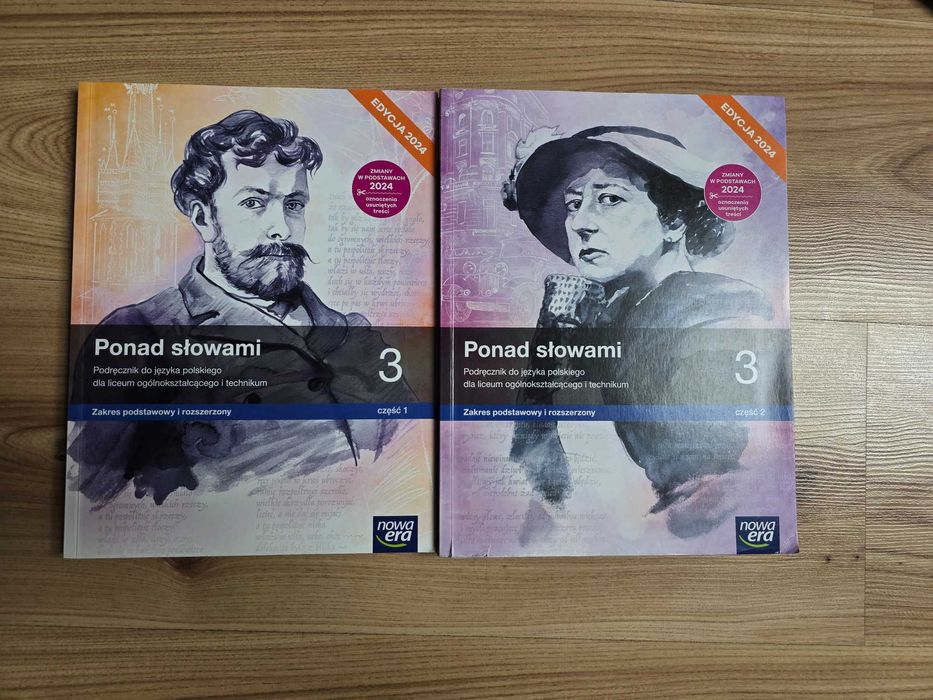 EDYCJA 2024
ZMIANY
W PODSTAWACH
2024
oznaczenia
usuniętych
treści
Ponad słowami
3
Podręcznik do języka polskiego
dla liceum ogólnokształcącego i technikum
Zakres podstawowy i rozszerzony
część 1
nowa
era
EDYCJA 2024
ZMIANY
W PODSTAWACH
2024
oznaczenia
usuniętych
treści
Ponad słowami
3
Podręcznik do języka polskiego
dla liceum ogólnokształcącego i technikum
Zakres podstawowy i rozszerzony
część 2
nowa
era